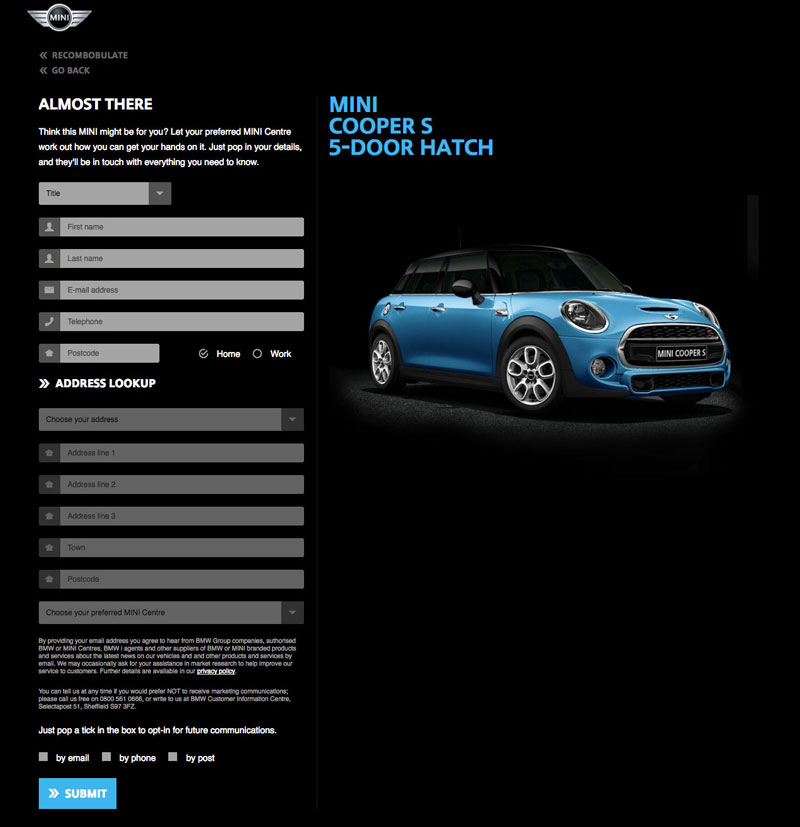 MINI
RECOMBOBULATE
GO BACK
ALMOST THERE
Think this MINI might be for you? Let your preferred MINI Centre
work out how you can get your hands on it. Just pop in your details,
and they'll be in touch with everything you need to know.
Title
First name
Last name
E-mail address
Telephone
Postcode
Home
Work
ADDRESS LOOKUP
Choose your address
Address line 1
Address line 2
Address line 3
Town
Postcode
Choose your preferred MINI Centre
By providing your email address you agree to hear from BMW Group companies, authorised
BMW or MINI Centres, BMW i agents and other suppliers of BMW or MINI branded products
and services about the latest news on our vehicles and and other products and services by
email. We may occasionally ask for your assistance in market research to help improve our
service to customers. Further details are available in our privacy policy.
You can tell us at any time if you would prefer NOT to receive marketing communications;
please call us free on 0800 561 0666, or write to us at BMW Customer Information Centre,
Selectapost 51, Sheffield S97 3FZ.
Just pop a tick in the box to opt-in for future communications.
by email
by phone
by post
SUBMIT
MINI
COOPER S
5-DOOR HATCH
MINI COOPER S